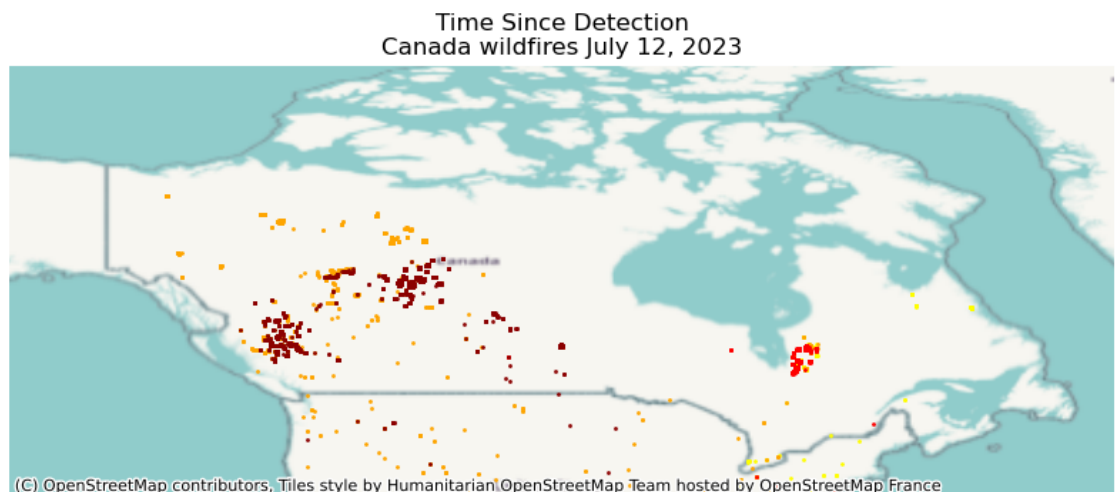 Time Since Detection
Canada wildfires July 12, 2023
Canada
(C) OpenStreetMap contributors, Tiles style by Humanitarian OpenStreetMap Team hosted by OpenStreetMap France